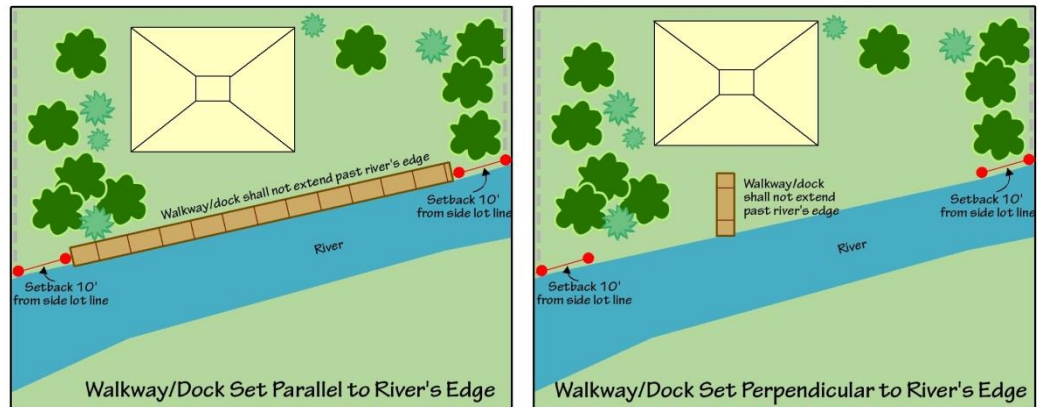 Walkway/dock shall not extend past river's edge
Setback 10'
from side lot line
River
Setback 10'
from side lot line
Walkway/Dock Set Parallel to River's Edge
Walkway/dock
shall not extend
past river's edge
Setback 10'
from side lot line
River
Setback 10'
from side lot line
Walkway/Dock Set Perpendicular to River's Edge